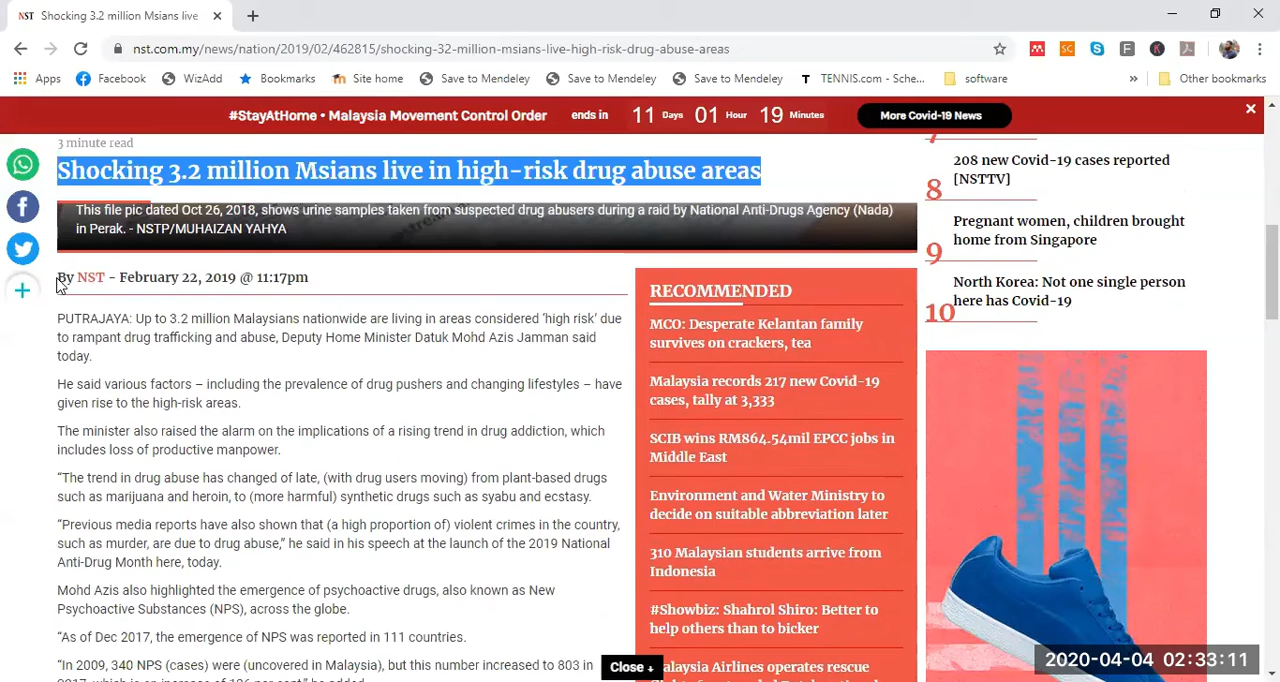 NST Shocking 3.2 million Msians live
nst.com.my/news/nation/2019/02/462815/shocking-32-million-msians-live-high-risk-drug-abuse-areas
Apps Facebook WizAdd Bookmarks Site home Save to Mendeley Save to Mendeley Save to Mendeley TENNIS.com - Sche... software » Other bookmarks
#StayAtHome • Malaysia Movement Control Order ends in 11 Days 01 Hour 19 Minutes More Covid-19 News
3 minute read
Shocking 3.2 million Msians live in high-risk drug abuse areas
This file pic dated Oct 26, 2018, shows urine samples taken from suspected drug abusers during a raid by National Anti-Drugs Agency (Nada)
in Perak. - NSTP/MUHAIZAN YAHYA
By NST - February 22, 2019 @ 11:17pm
PUTRAJAYA: Up to 3.2 million Malaysians nationwide are living in areas considered ‘high risk’ due
to rampant drug trafficking and abuse, Deputy Home Minister Datuk Mohd Azis Jamman said
today.
He said various factors – including the prevalence of drug pushers and changing lifestyles – have
given rise to the high-risk areas.
The minister also raised the alarm on the implications of a rising trend in drug addiction, which
includes loss of productive manpower.
“The trend in drug abuse has changed of late, (with drug users moving) from plant-based drugs
such as marijuana and heroin, to (more harmful) synthetic drugs such as syabu and ecstasy.
“Previous media reports have also shown that (a high proportion of) violent crimes in the country,
such as murder, are due to drug abuse,” he said in his speech at the launch of the 2019 National
Anti-Drug Month here, today.
Mohd Azis also highlighted the emergence of psychoactive drugs, also known as New
Psychoactive Substances (NPS), across the globe.
“As of Dec 2017, the emergence of NPS was reported in 111 countries.
“In 2009, 340 NPS (cases) were (uncovered in Malaysia), but this number increased to 803 in
RECOMMENDED
MCO: Desperate Kelantan family
survives on crackers, tea
Malaysia records 217 new Covid-19
cases, tally at 3,333
SCIB wins RM864.54mil EPCC jobs in
Middle East
Environment and Water Ministry to
decide on suitable abbreviation later
310 Malaysian students arrive from
Indonesia
#Showbiz: Shahrol Shiro: Better to
help others than to bicker
Malaysia Airlines operates rescue
Close
7
8 208 new Covid-19 cases reported
[NSTTV]
9 Pregnant women, children brought
home from Singapore
10 North Korea: Not one single person
here has Covid-19
2020-04-04 02:33:11